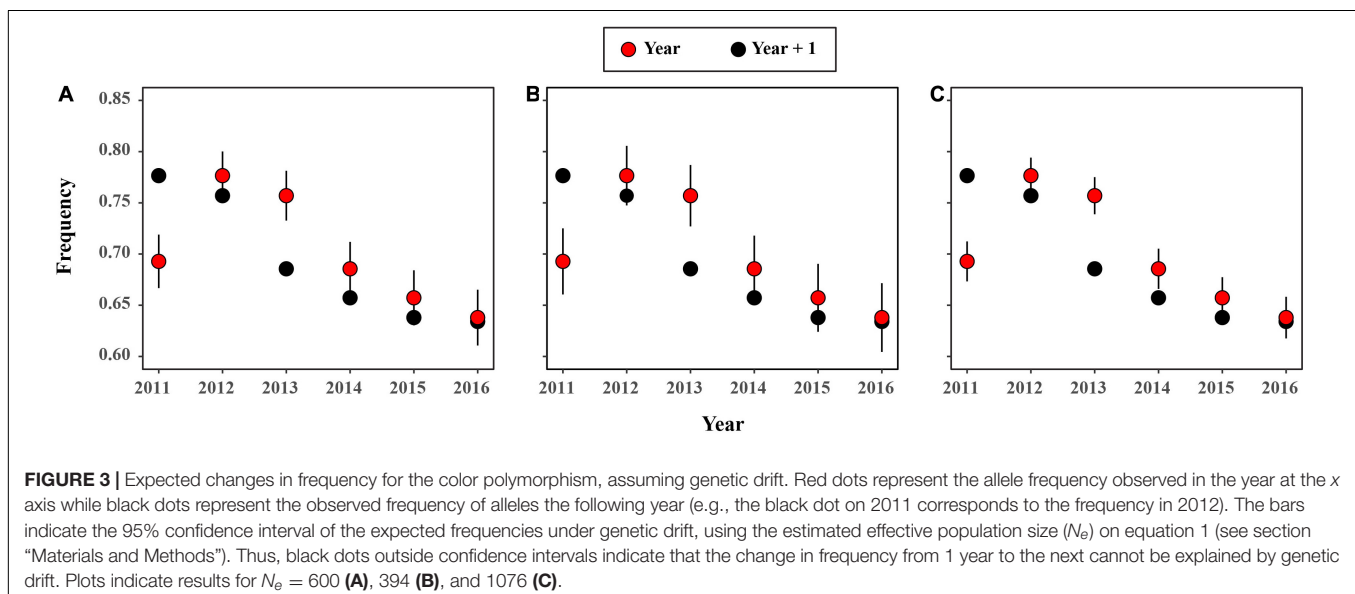 Year Year + 1
A B C
0.85
0.80
0.75
0.70
0.65
0.60
Frequency
2011 2012 2013 2014 2015 2016 2011 2012 2013 2014 2015 2016 2011 2012 2013 2014 2015 2016
Year
FIGURE 3 | Expected changes in frequency for the color polymorphism, assuming genetic drift. Red dots represent the allele frequency observed in the year at the x
axis while black dots represent the observed frequency of alleles the following year (e.g., the black dot on 2011 corresponds to the frequency in 2012). The bars
indicate the 95% confidence interval of the expected frequencies under genetic drift, using the estimated effective population size (Ne) on equation 1 (see section
“Materials and Methods”). Thus, black dots outside confidence intervals indicate that the change in frequency from 1 year to the next cannot be explained by genetic
drift. Plots indicate results for Ne = 600 (A), 394 (B), and 1076 (C).